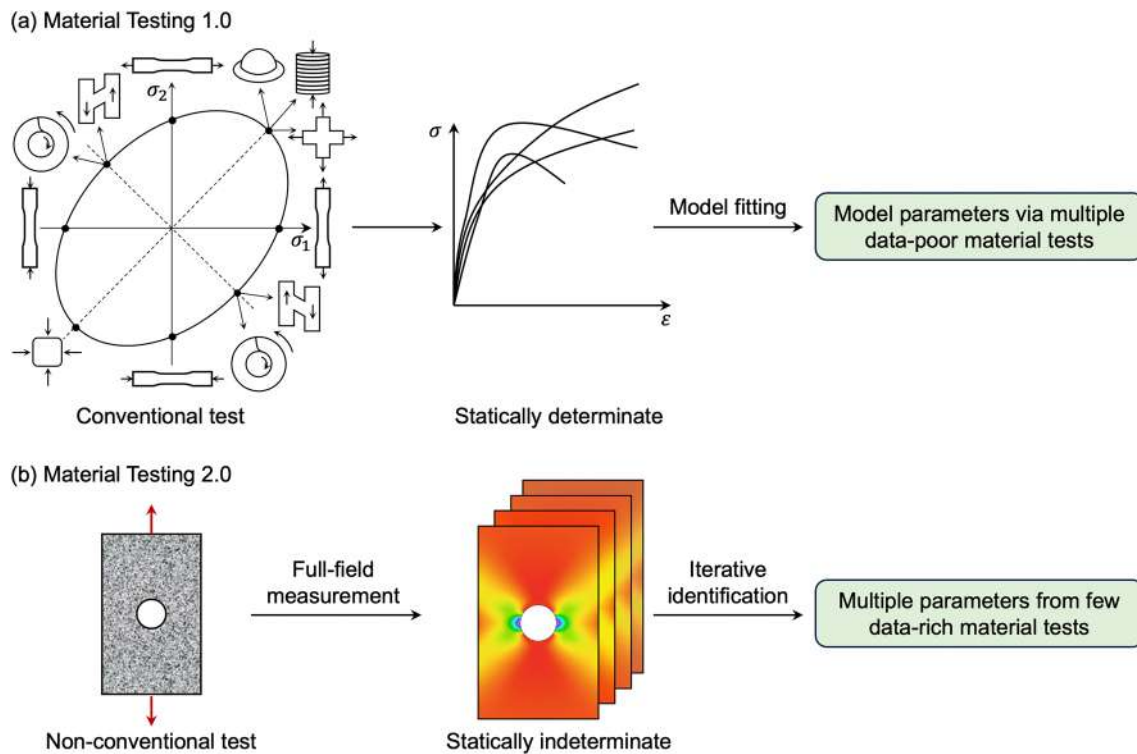 (a) Material Testing 1.0
σ₂
σ₁
σ
ε
Model fitting
Model parameters via multiple
data-poor material tests
Conventional test
Statically determinate
(b) Material Testing 2.0
Full-field
measurement
Iterative
identification
Multiple parameters from few
data-rich material tests
Non-conventional test
Statically indeterminate